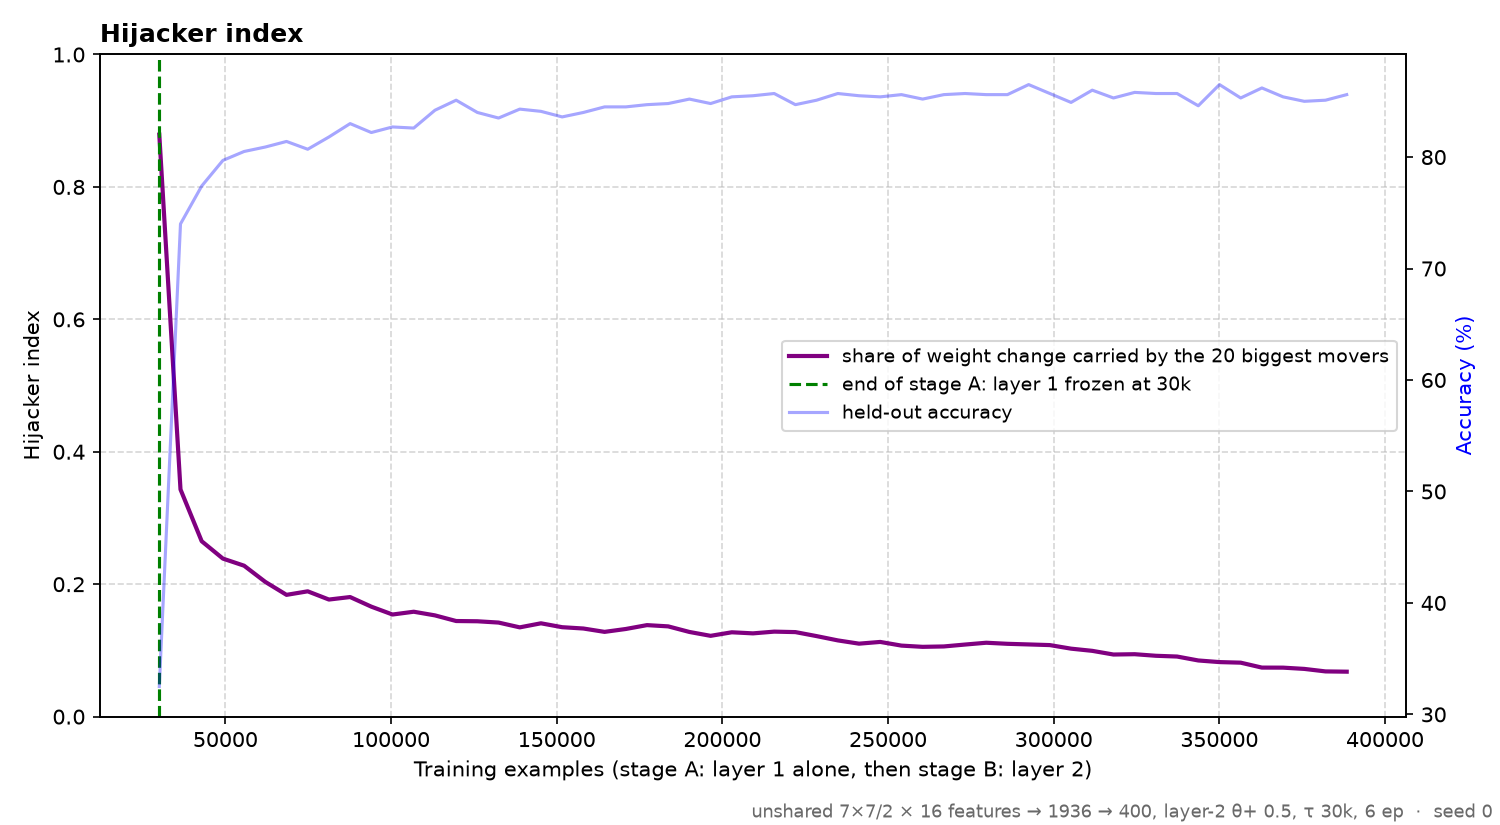 Hijacker index
1.0
0.8
0.6
0.4
0.2
0.0
Hijacker index
80
70
60
50
40
30
Accuracy (%)
share of weight change carried by the 20 biggest movers
end of stage A: layer 1 frozen at 30k
held-out accuracy
50000 100000 150000 200000 250000 300000 350000 400000
Training examples (stage A: layer 1 alone, then stage B: layer 2)
unshared 7×7/2 × 16 features → 1936 → 400, layer-2 θ+ 0.5, τ 30k, 6 ep · seed 0